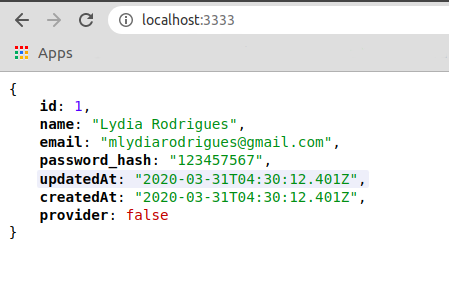 localhost:3333
Apps
{
id: 1,
name: "Lydia Rodrigues",
email: "mlydiarodrigues@gmail.com",
password_hash: "123457567",
updatedAt: "2020-03-31T04:30:12.401Z",
createdAt: "2020-03-31T04:30:12.401Z",
provider: false
}